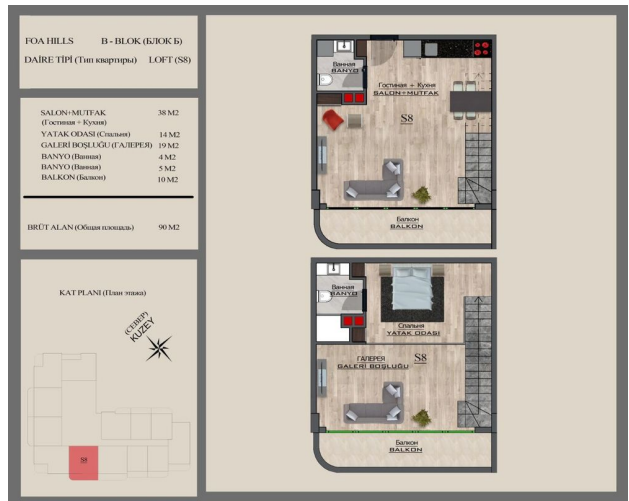 FOA HILLS B - BLOK (БЛОК Б)
DAİRE TİPİ (Тип квартиры) LOFT (S8)
SALON+MUTFAK 38 M2
(Гостиная + Кухня)
YATAK ODASI (Спальня) 14 M2
GALERİ BOŞLUĞU (ГАЛЕРЕЯ) 19 M2
BANYO (Ванная) 4 M2
BANYO (Ванная) 5 M2
BALKON (Балкон) 10 M2
BRÜT ALAN (Общая площадь) 90 M2
KAT PLANI (План этажа)
(СЕВЕР)
KUZEY
S8
Ванная
BANYO
Гостиная + Кухня
SALON+MUTFAK
S8
Балкон
BALKON
Ванная
BANYO
Спальня
YATAK ODASI
ГАЛЕРЕЯ S8
GALERİ BOŞLUĞU
Балкон
BALKON